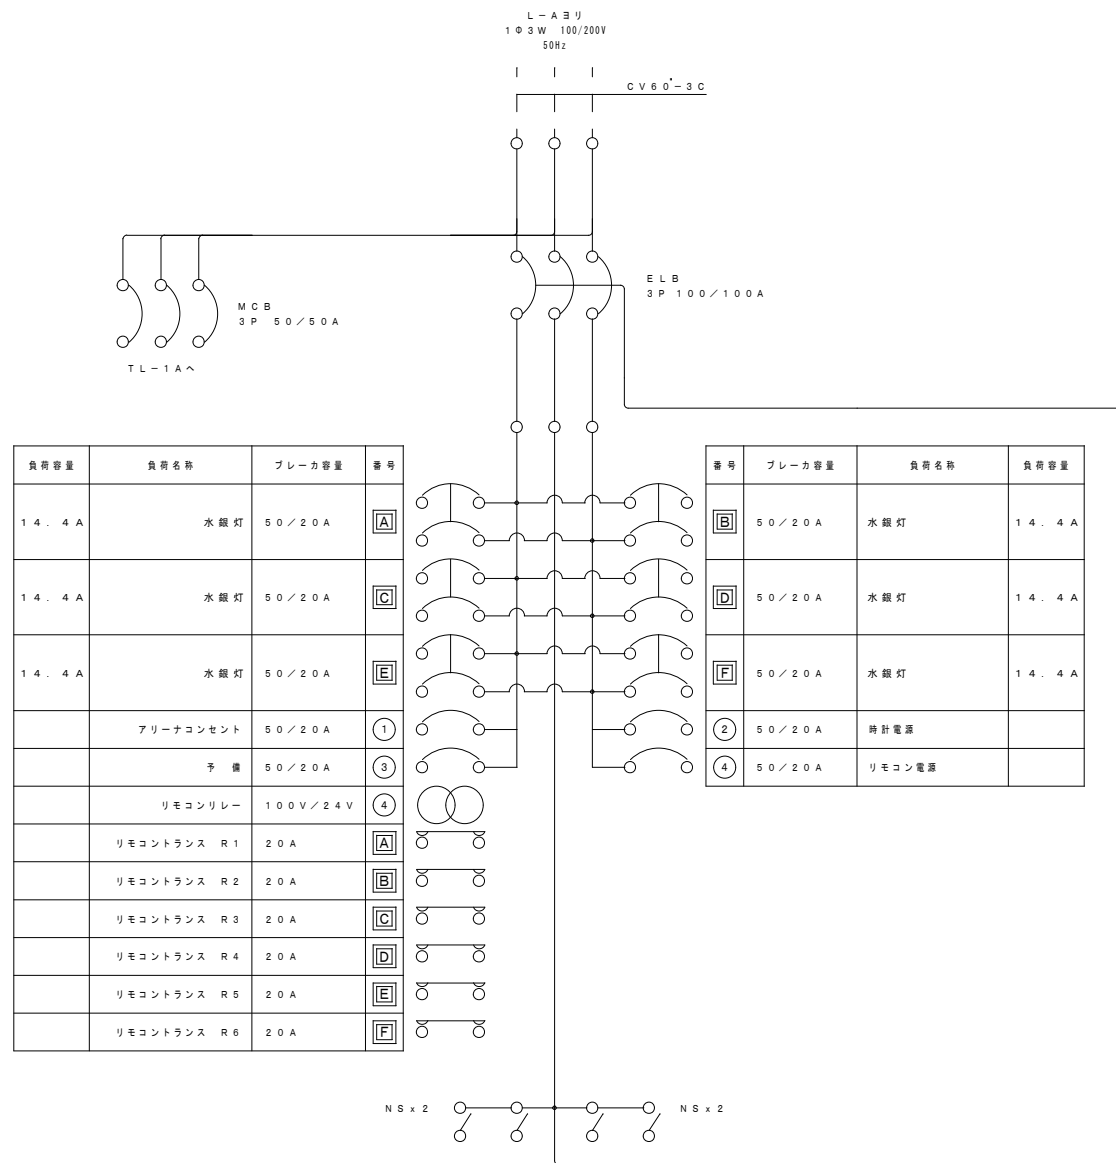 L－Aヨリ
1Φ3W 100/200V
50Hz
CV60゜－3C
ELB
3P 100／100A
MCB
3P 50／50A
TL－1Aへ
負荷容量 負荷名称 ブレーカ容量 番号
14．4A 水銀灯 50／20A A
14．4A 水銀灯 50／20A C
14．4A 水銀灯 50／20A E
アリーナコンセント 50／20A 1
予 備 50／20A 3
リモコンリレー 100V／24V 4
リモコントランス R1 20A A
リモコントランス R2 20A B
リモコントランス R3 20A C
リモコントランス R4 20A D
リモコントランス R5 20A E
リモコントランス R6 20A F
番号 ブレーカ容量 負荷名称 負荷容量
B 50／20A 水銀灯 14．4A
D 50／20A 水銀灯 14．4A
F 50／20A 水銀灯 14．4A
2 50／20A 時計電源
4 50／20A リモコン電源
NSx2
NSx2